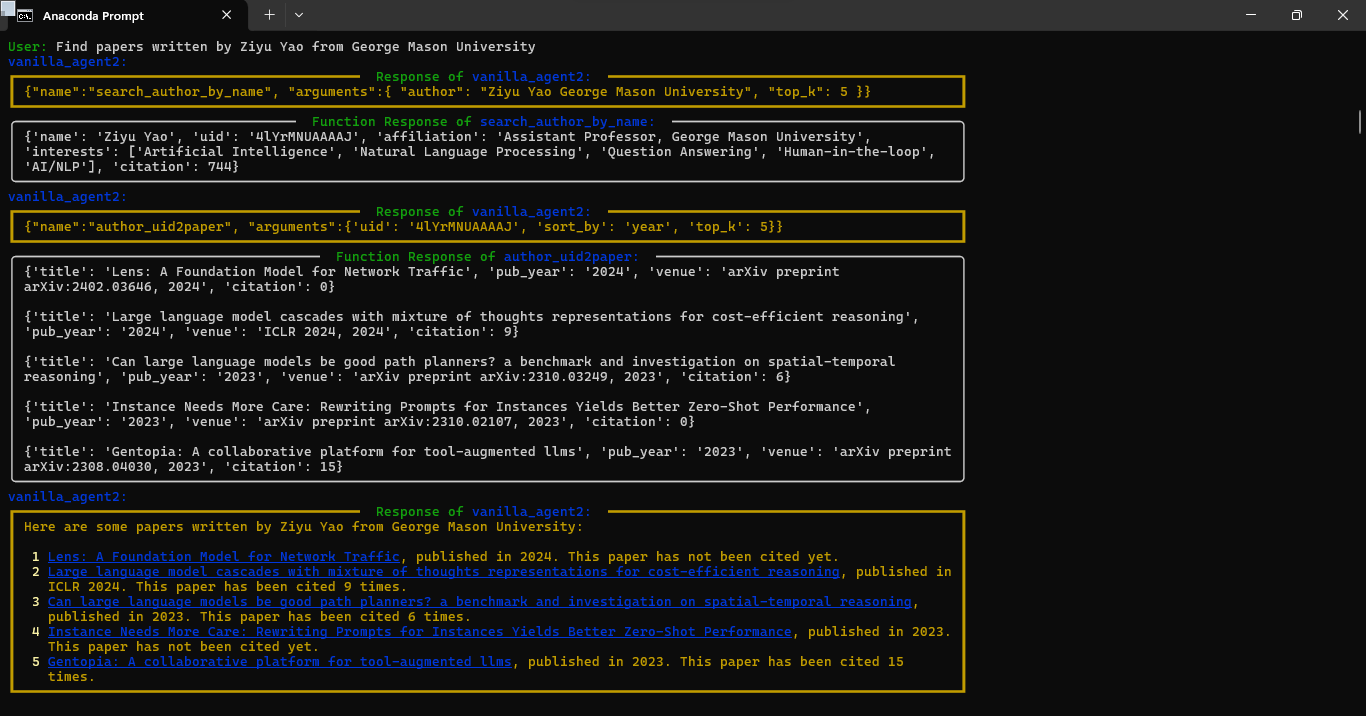 Anaconda Prompt
User: Find papers written by Ziyu Yao from George Mason University
vanilla_agent2:
Response of vanilla_agent2:
{"name":"search_author_by_name", "arguments":{ "author": "Ziyu Yao George Mason University", "top_k": 5 }}
Function Response of search_author_by_name:
{'name': 'Ziyu Yao', 'uid': '4lYrMNUAAAAJ', 'affiliation': 'Assistant Professor, George Mason University',
'interests': ['Artificial Intelligence', 'Natural Language Processing', 'Question Answering', 'Human-in-the-loop',
'AI/NLP'], 'citation': 744}
vanilla_agent2:
Response of vanilla_agent2:
{"name":"author_uid2paper", "arguments":{'uid': '4lYrMNUAAAAJ', 'sort_by': 'year', 'top_k': 5}}
Function Response of author_uid2paper:
{'title': 'Lens: A Foundation Model for Network Traffic', 'pub_year': '2024', 'venue': 'arXiv preprint
arXiv:2402.03646, 2024', 'citation': 0}
{'title': 'Large language model cascades with mixture of thoughts representations for cost-efficient reasoning',
'pub_year': '2024', 'venue': 'ICLR 2024, 2024', 'citation': 9}
{'title': 'Can large language models be good path planners? a benchmark and investigation on spatial-temporal
reasoning', 'pub_year': '2023', 'venue': 'arXiv preprint arXiv:2310.03249, 2023', 'citation': 6}
{'title': 'Instance Needs More Care: Rewriting Prompts for Instances Yields Better Zero-Shot Performance',
'pub_year': '2023', 'venue': 'arXiv preprint arXiv:2310.02107, 2023', 'citation': 0}
{'title': 'Gentopia: A collaborative platform for tool-augmented llms', 'pub_year': '2023', 'venue': 'arXiv preprint
arXiv:2308.04030, 2023', 'citation': 15}
vanilla_agent2:
Response of vanilla_agent2:
Here are some papers written by Ziyu Yao from George Mason University:
1 Lens: A Foundation Model for Network Traffic, published in 2024. This paper has not been cited yet.
2 Large language model cascades with mixture of thoughts representations for cost-efficient reasoning, published in
ICLR 2024. This paper has been cited 9 times.
3 Can large language models be good path planners? a benchmark and investigation on spatial-temporal reasoning,
published in 2023. This paper has been cited 6 times.
4 Instance Needs More Care: Rewriting Prompts for Instances Yields Better Zero-Shot Performance, published in 2023.
This paper has not been cited yet.
5 Gentopia: A collaborative platform for tool-augmented llms, published in 2023. This paper has been cited 15
times.